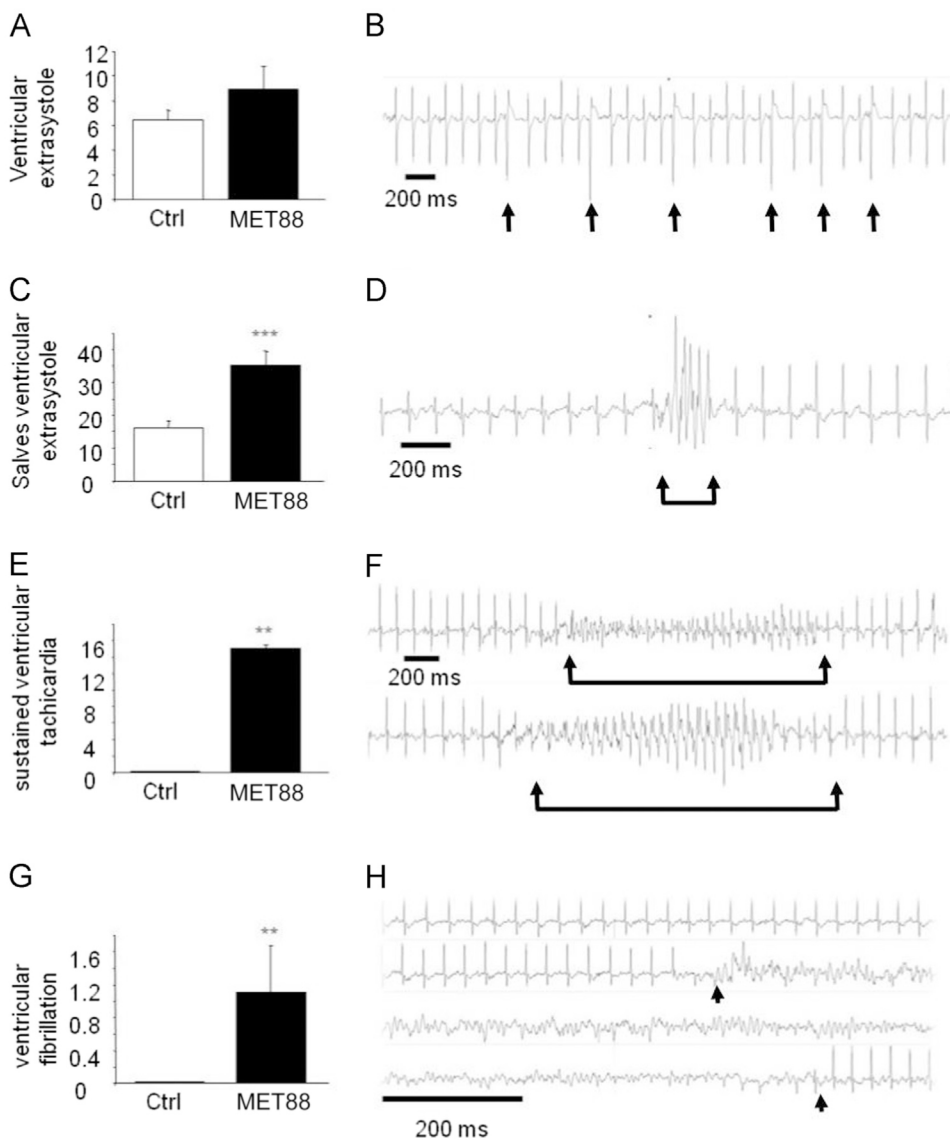 A
B
Ventricular
extrasystole
12
10
8
6
4
2
0
Ctrl
MET88
200 ms
C
D
Salves ventricular
extrasystole
40
30
20
10
0
***
Ctrl
MET88
200 ms
E
F
sustained ventricular
tachicardia
16
12
8
4
0
**
Ctrl
MET88
200 ms
G
H
ventricular
fibrillation
1.6
1.2
0.8
0.4
0
**
Ctrl
MET88
200 ms